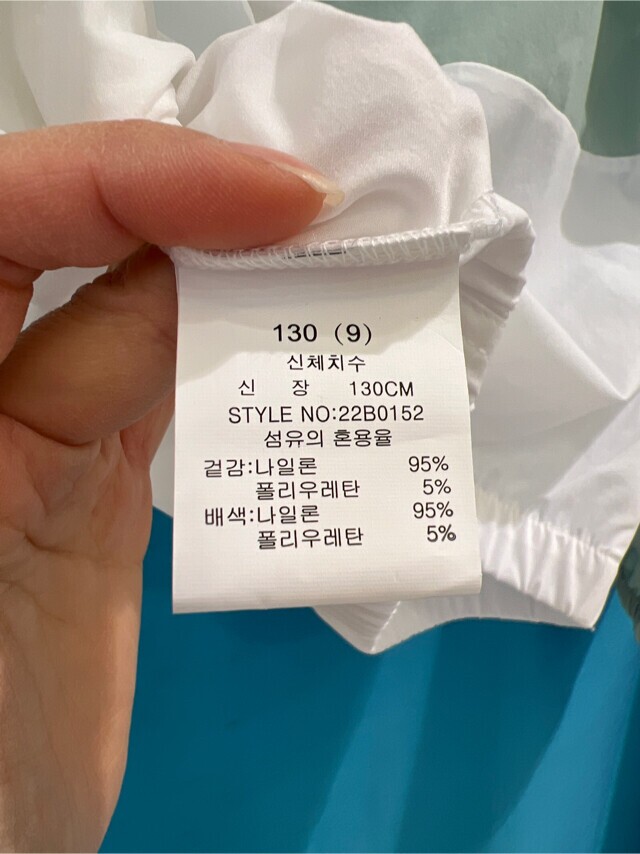 130 (9)
신체치수
신 장 130CM
STYLE NO:22B0152
섬유의 혼용율
겉감:나일론 95%
폴리우레탄 5%
배색:나일론 95%
폴리우레탄 5%